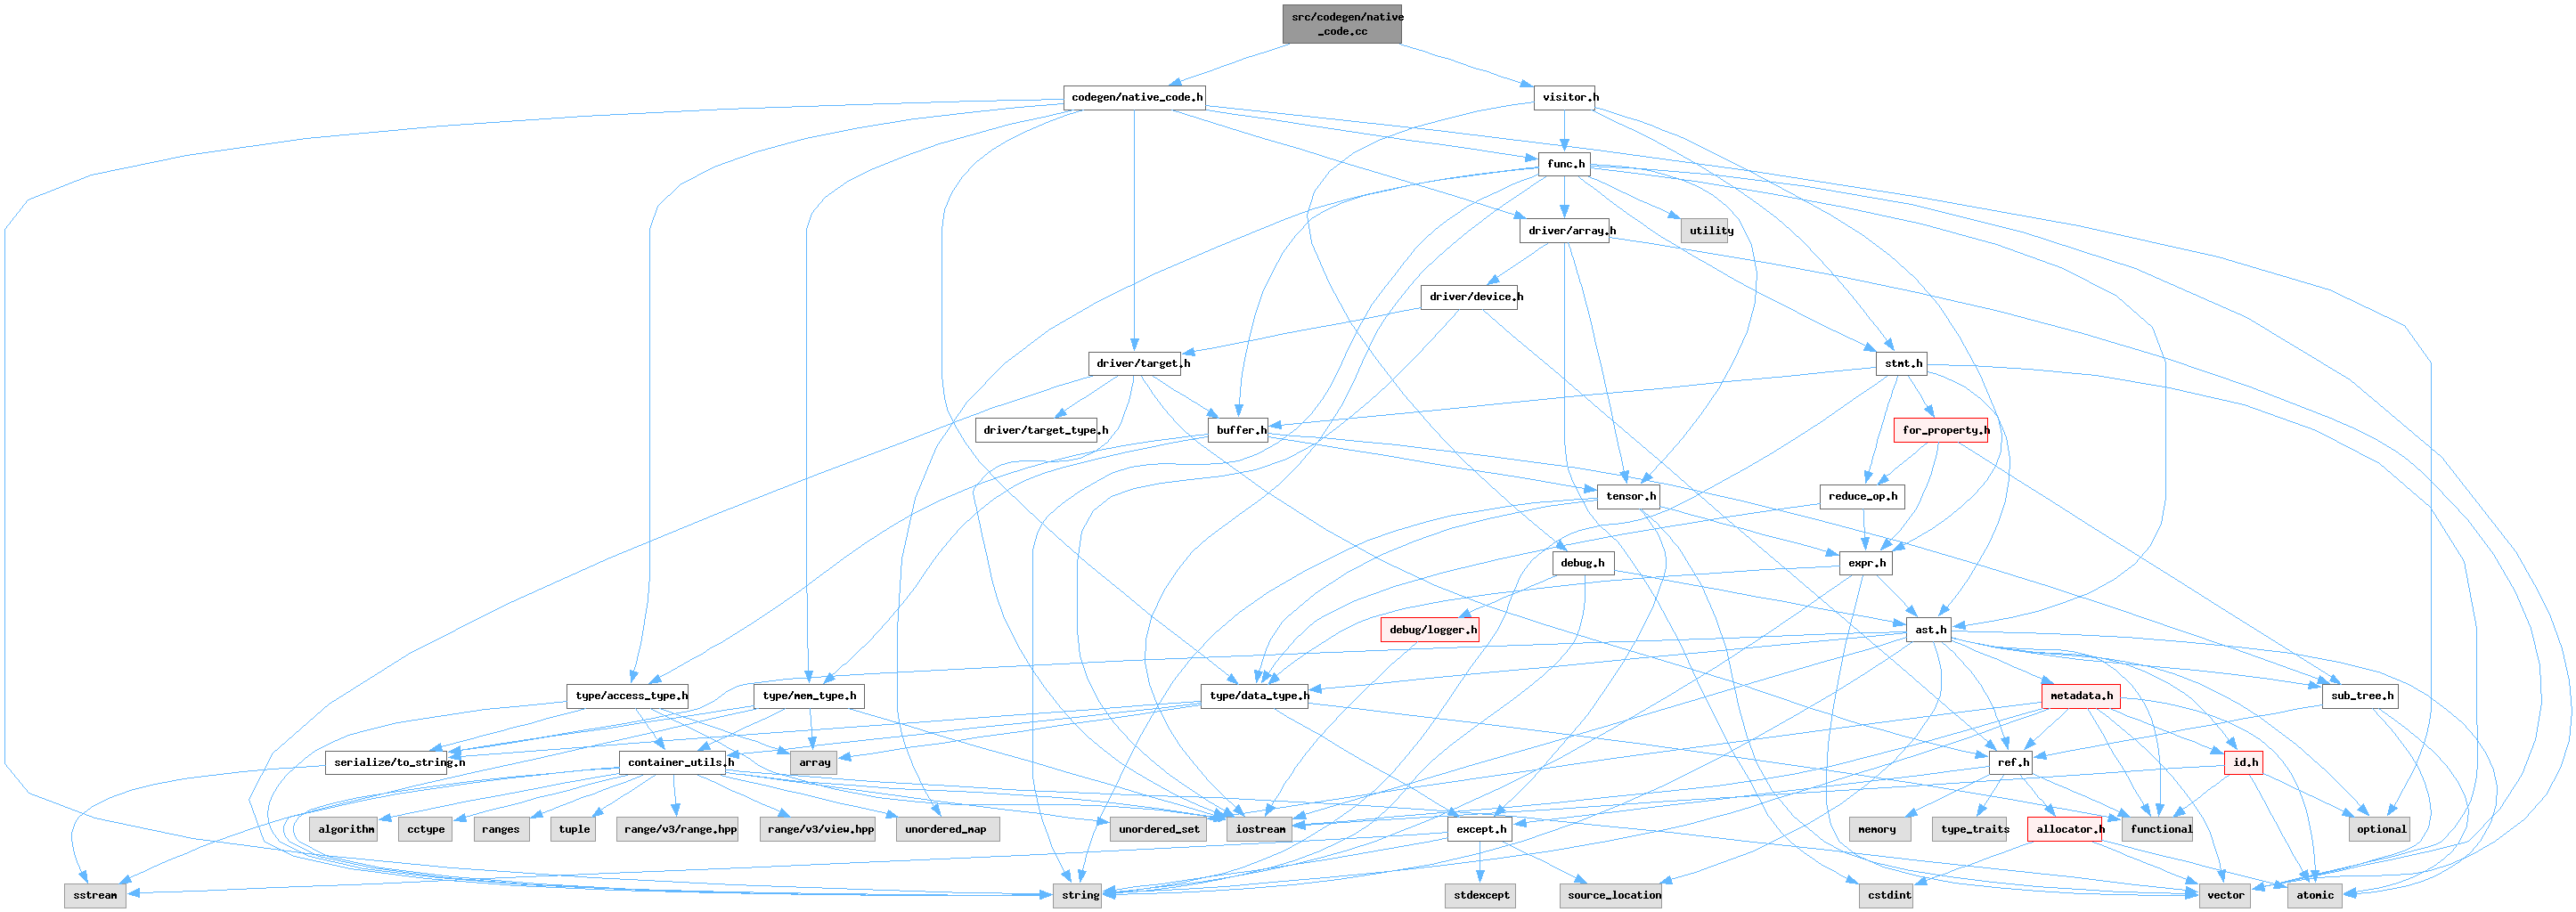 src/codegen/native
_code.cc
codegen/native_code.h
visitor.h
func.h
driver/array.h
utility
driver/device.h
driver/target.h
stmt.h
driver/target_type.h
buffer.h
for_property.h
tensor.h
reduce_op.h
debug.h
expr.h
debug/logger.h
ast.h
type/access_type.h
type/mem_type.h
type/data_type.h
metadata.h
sub_tree.h
serialize/to_string.h
container_utils.h
array
ref.h
id.h
algorithm
cctype
ranges
tuple
range/v3/range.hpp
range/v3/view.hpp
unordered_map
unordered_set
iostream
except.h
memory
type_traits
allocator.h
functional
optional
sstream
string
stdexcept
source_location
cstdint
vector
atomic